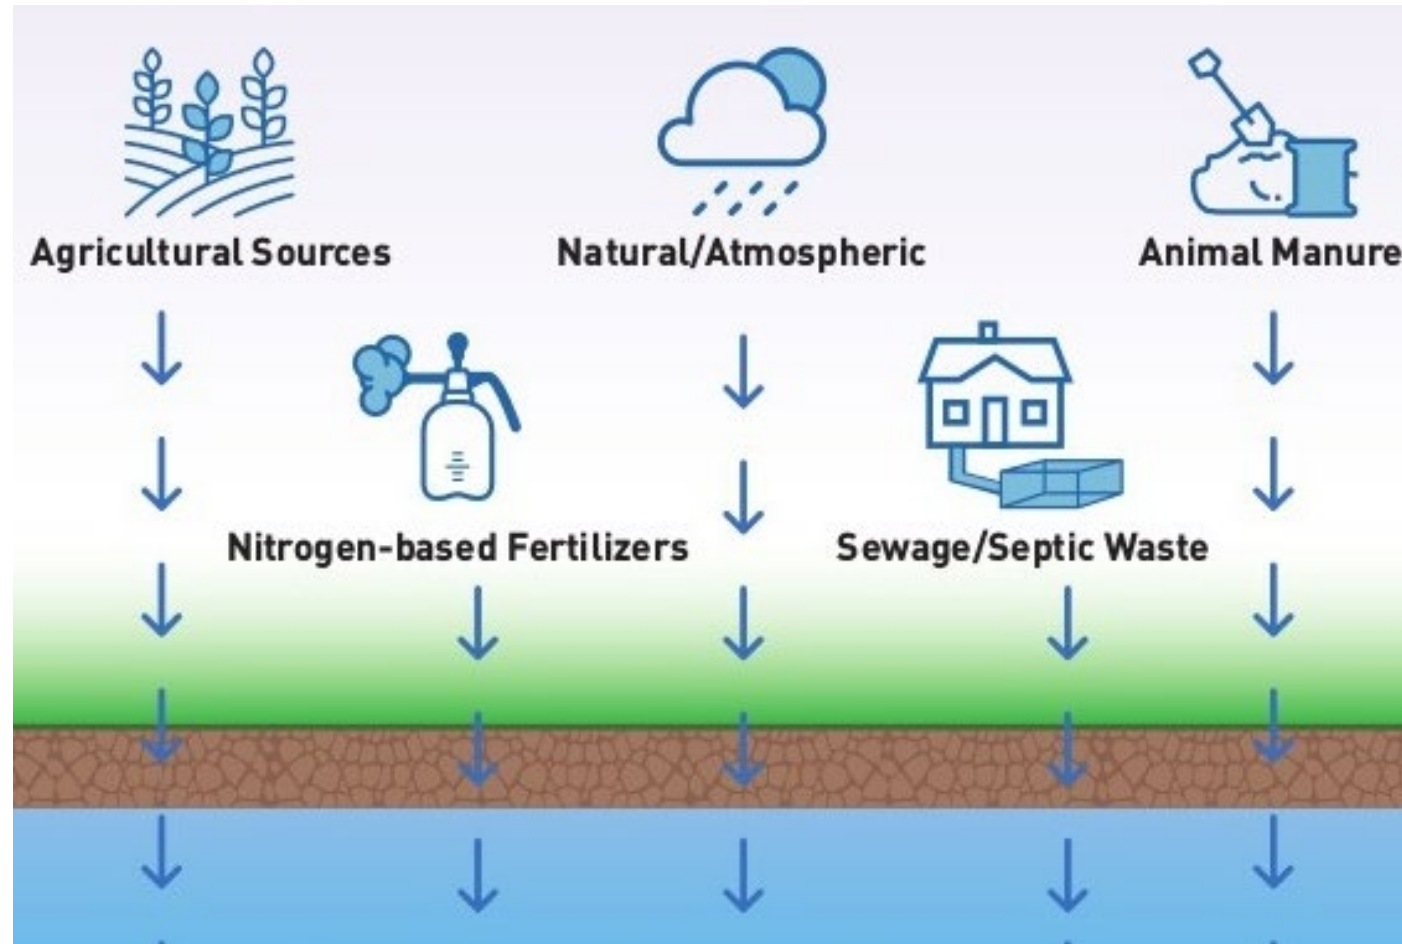 Agricultural Sources
Natural/Atmospheric
Animal Manure
Nitrogen-based Fertilizers
Sewage/Septic Waste